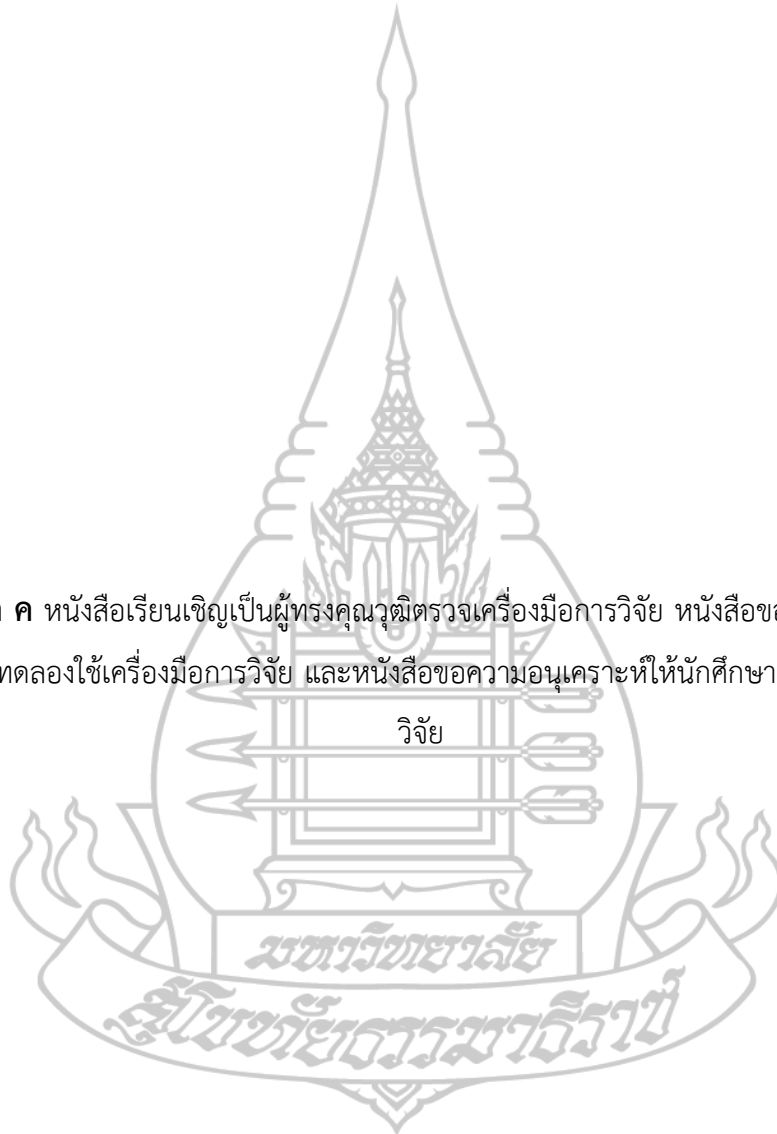 ค หนังสือเรียนเชิญเป็นผู้ทรงคุณวุฒิตรวจเครื่องมือการวิจัย หนังสือขอ
ทดลองใช้เครื่องมือการวิจัย และหนังสือขอความอนุเคราะห์ให้นักศึกษา
วิจัย
มหาวิทยาลัย
สุโขทัยธรรมาธิราช